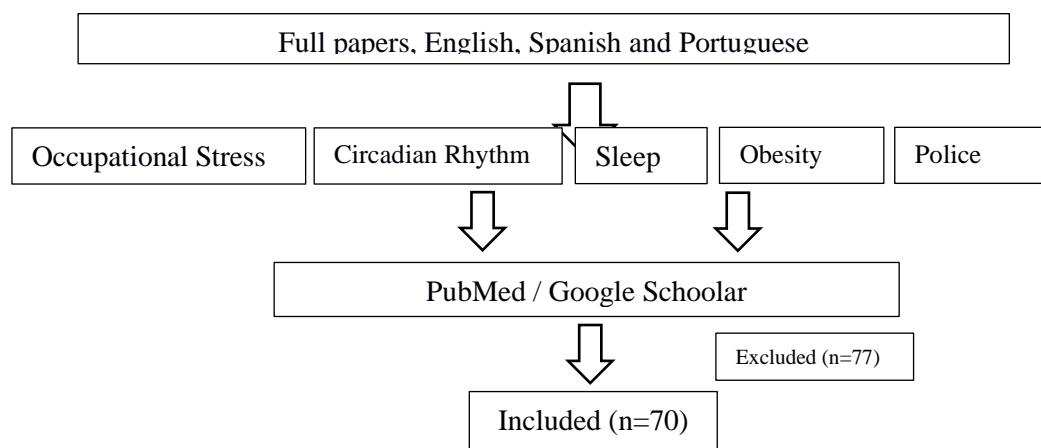 Full papers, English, Spanish and Portuguese
Occupational Stress
Circadian Rhythm
Sleep
Obesity
Police
PubMed / Google Schoolar
Excluded (n=77)
Included (n=70)